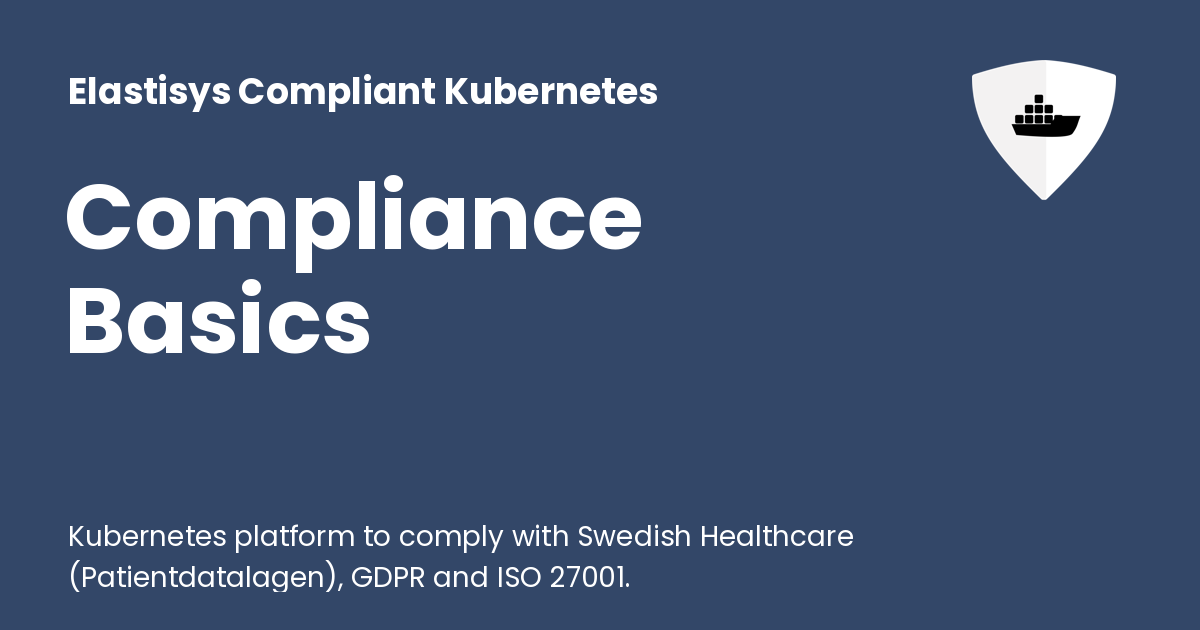 Elastisys Compliant Kubernetes
Compliance
Basics
Kubernetes platform to comply with Swedish Healthcare
(Patientdatalagen), GDPR and ISO 27001.